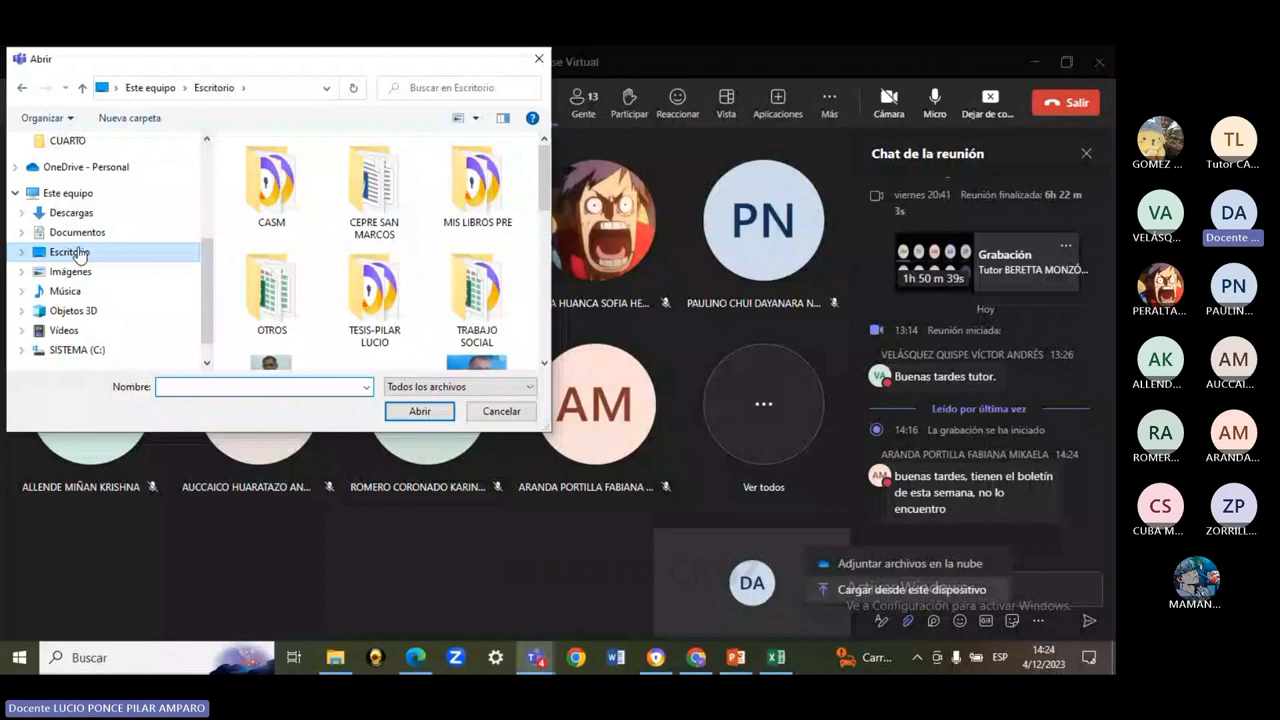 Abrir
se Virtual
Este equipo
Escritorio
Buscar en Escritorio
Organizar
Nueva carpeta
CUARTO
OneDrive - Personal
Este equipo
Descargas
Documentos
Escritorio
Imágenes
Música
Objetos 3D
Vídeos
SISTEMA (C:)
CASM
CEPRE SAN
MARCOS
MIS LIBROS PRE
OTROS
TESIS-PILAR
LUCIO
TRABAJO
SOCIAL
Nombre:
Todos los archivos
Abrir
Cancelar
13
Gente
Participar
Reaccionar
Vista
Aplicaciones
Más
Cámara
Micro
Dejar de co...
Salir
PN
A HUANCA SOFIA HE...
PAULINO CHUI DAYANARA N...
AM
ALLENDE MIÑAN KRISHNA
AUCCAICO HUARATAZO AN...
ROMERO CORONADO KARIN...
ARANDA PORTILLA FABIANA ...
Ver todos
DA
Chat de la reunión
viernes 20:41 Reunión finalizada: 6h 22 m
3s
Grabación
Tutor BERETTA MONZÓ...
1h 50 m 39s
Hoy
13:14 Reunión iniciada:
VELÁSQUEZ QUISPE VÍCTOR ANDRÉS 13:26
VA
Buenas tardes tutor.
Leído por última vez
14:16 La grabación se ha iniciado
ARANDA PORTILLA FABIANA MIKAELA 14:24
AM
buenas tardes, tienen el boletín
de esta semana, no lo
encuentro
Adjuntar archivos en la nube
Cargar desde este dispositivo
Activar Windows
Ve a Configuración para activar Windows.
GIF
Buscar
4
Carr...
ESP
14:24
4/12/2023
GOMEZ ...
TL
Tutor CA...
VA
VELÁSQ...
DA
Docente ...
PERALTA...
PN
PAULIN...
AK
ALLEND...
AM
AUCCAI...
RA
ROMER...
AM
ARANDA...
CS
CUBA M...
ZP
ZORRILL...
MAMAN...
Docente LUCIO PONCE PILAR AMPARO